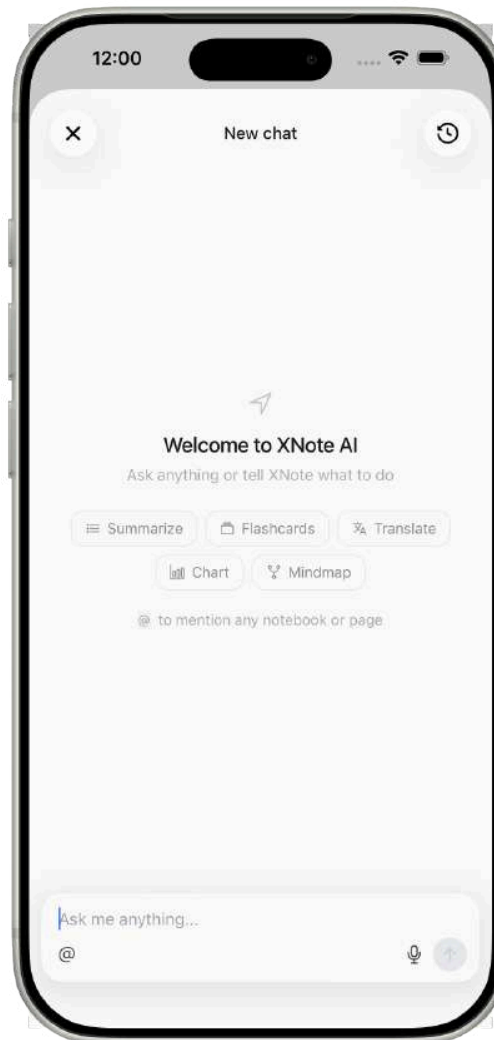 12:00
New chat
Welcome to XNote AI
Ask anything or tell XNote what to do
Summarize
Flashcards
Translate
Chart
Mindmap
@ to mention any notebook or page
Ask me anything...
@